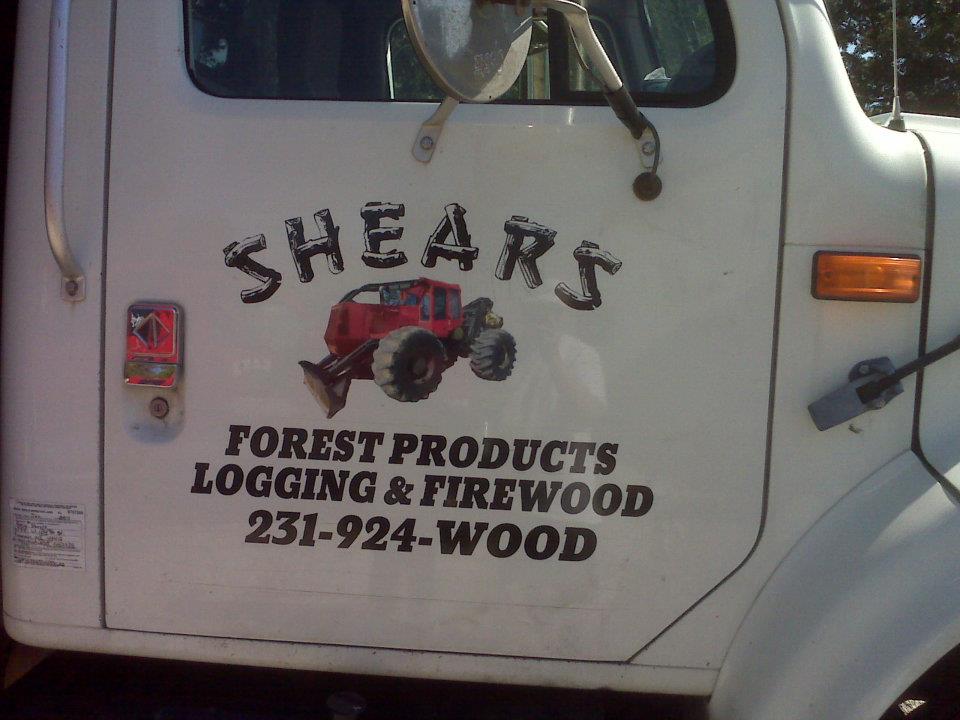 SHEARS
FOREST PRODUCTS
LOGGING & FIREWOOD
231-924-WOOD